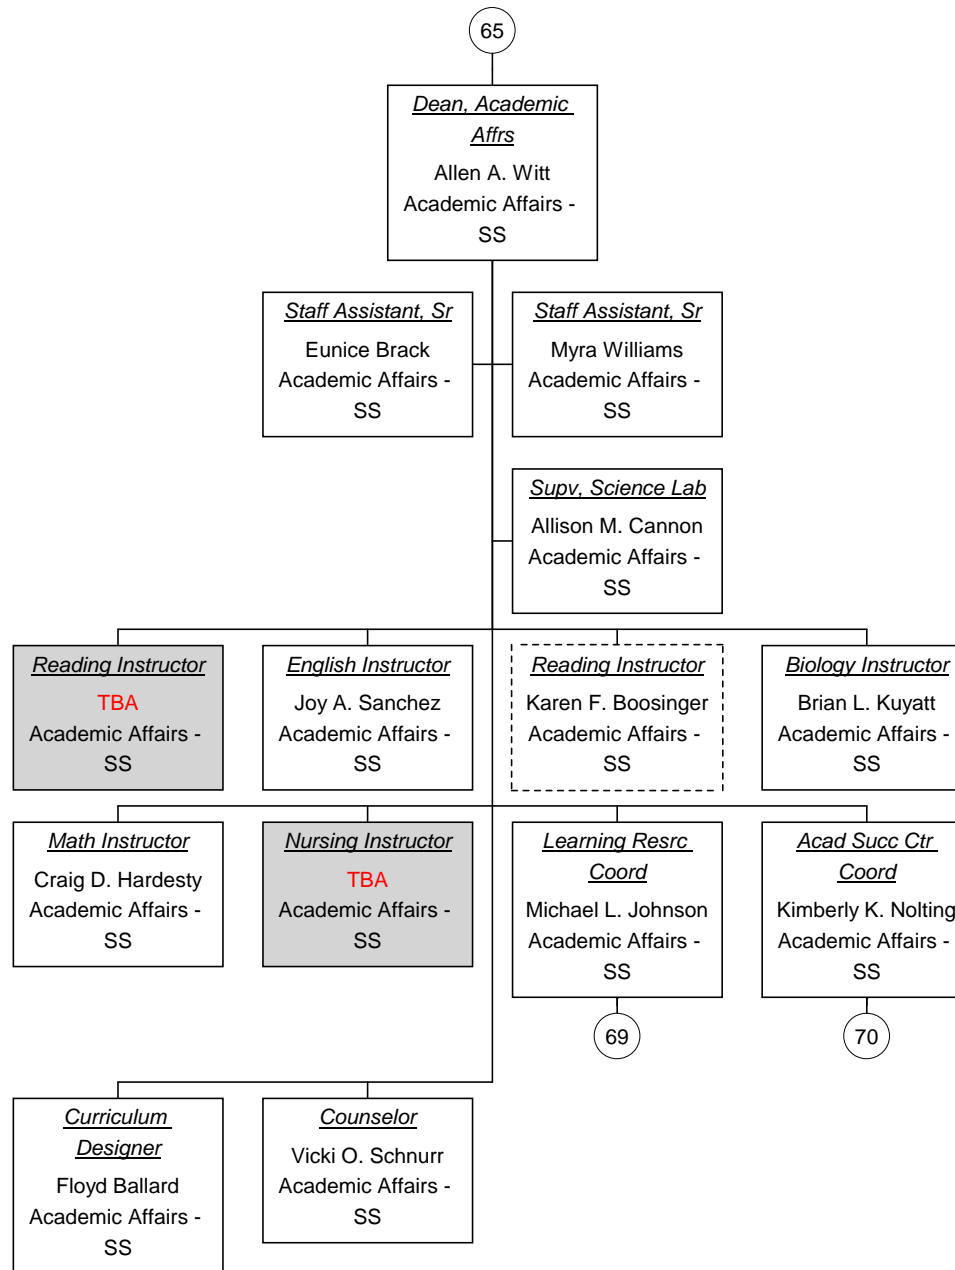 65
Dean, Academic
Affrs
Allen A. Witt
Academic Affairs -
SS
Staff Assistant, Sr
Eunice Brack
Academic Affairs -
SS
Staff Assistant, Sr
Myra Williams
Academic Affairs -
SS
Supv, Science Lab
Allison M. Cannon
Academic Affairs -
SS
Reading Instructor
TBA
Academic Affairs -
SS
English Instructor
Joy A. Sanchez
Academic Affairs -
SS
Reading Instructor
Karen F. Boosinger
Academic Affairs -
SS
Biology Instructor
Brian L. Kuyatt
Academic Affairs -
SS
Math Instructor
Craig D. Hardesty
Academic Affairs -
SS
Nursing Instructor
TBA
Academic Affairs -
SS
Learning Resrc
Coord
Michael L. Johnson
Academic Affairs -
SS
Acad Succ Ctr
Coord
Kimberly K. Nolting
Academic Affairs -
SS
69
70
Curriculum
Designer
Floyd Ballard
Academic Affairs -
SS
Counselor
Vicki O. Schnurr
Academic Affairs -
SS